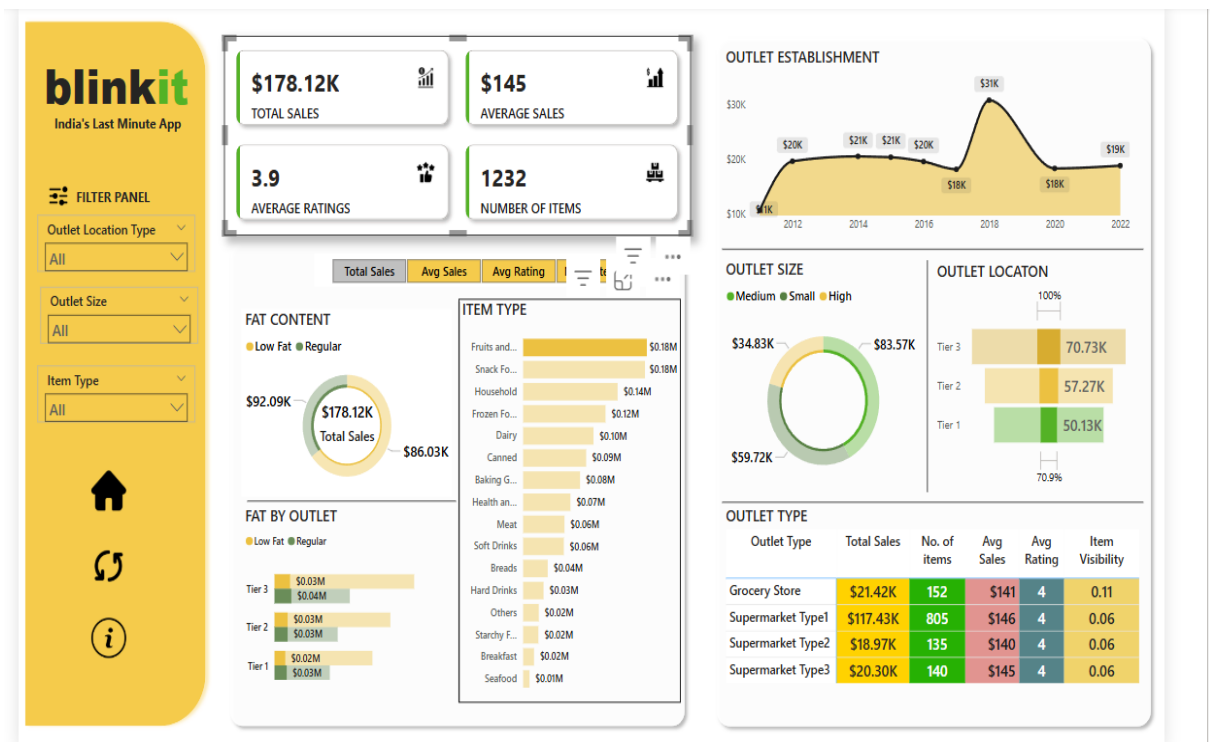 blinkit
India's Last Minute App
FILTER PANEL
Outlet Location Type
All
Outlet Size
All
Item Type
All
$178.12K
TOTAL SALES
$145
AVERAGE SALES
3.9
AVERAGE RATINGS
1232
NUMBER OF ITEMS
Total Sales
Avg Sales
Avg Rating
FAT CONTENT
Low Fat
Regular
$92.09K
$178.12K
Total Sales
$86.03K
FAT BY OUTLET
Low Fat
Regular
Tier 3
$0.03M
$0.04M
Tier 2
$0.03M
$0.03M
Tier 1
$0.02M
$0.03M
ITEM TYPE
Fruits and... $0.18M
Snack Fo... $0.18M
Household $0.14M
Frozen Fo... $0.12M
Dairy $0.10M
Canned $0.09M
Baking G... $0.08M
Health an... $0.07M
Meat $0.06M
Soft Drinks $0.06M
Breads $0.04M
Hard Drinks $0.03M
Others $0.02M
Starchy F... $0.02M
Breakfast $0.02M
Seafood $0.01M
OUTLET ESTABLISHMENT
$30K
$20K
$10K
$20K
$21K
$21K
$20K
$18K
$31K
$18K
$19K
2012 2014 2016 2018 2020 2022
OUTLET SIZE
Medium Small High
$34.83K
$83.57K
$59.72K
OUTLET LOCATON
100%
Tier 3 70.73K
Tier 2 57.27K
Tier 1 50.13K
70.9%
OUTLET TYPE
Outlet Type Total Sales No. of items Avg Sales Avg Rating Item Visibility
Grocery Store $21.42K 152 $141 4 0.11
Supermarket Type1 $117.43K 805 $146 4 0.06
Supermarket Type2 $18.97K 135 $140 4 0.06
Supermarket Type3 $20.30K 140 $145 4 0.06